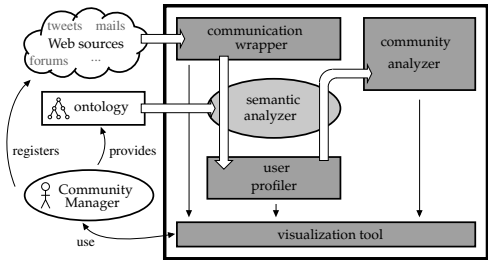 tweets mails
Web sources
forums ...
communication
wrapper
community
analyzer
ontology
semantic
analyzer
registers
provides
user
profiler
Community
Manager
use
visualization tool